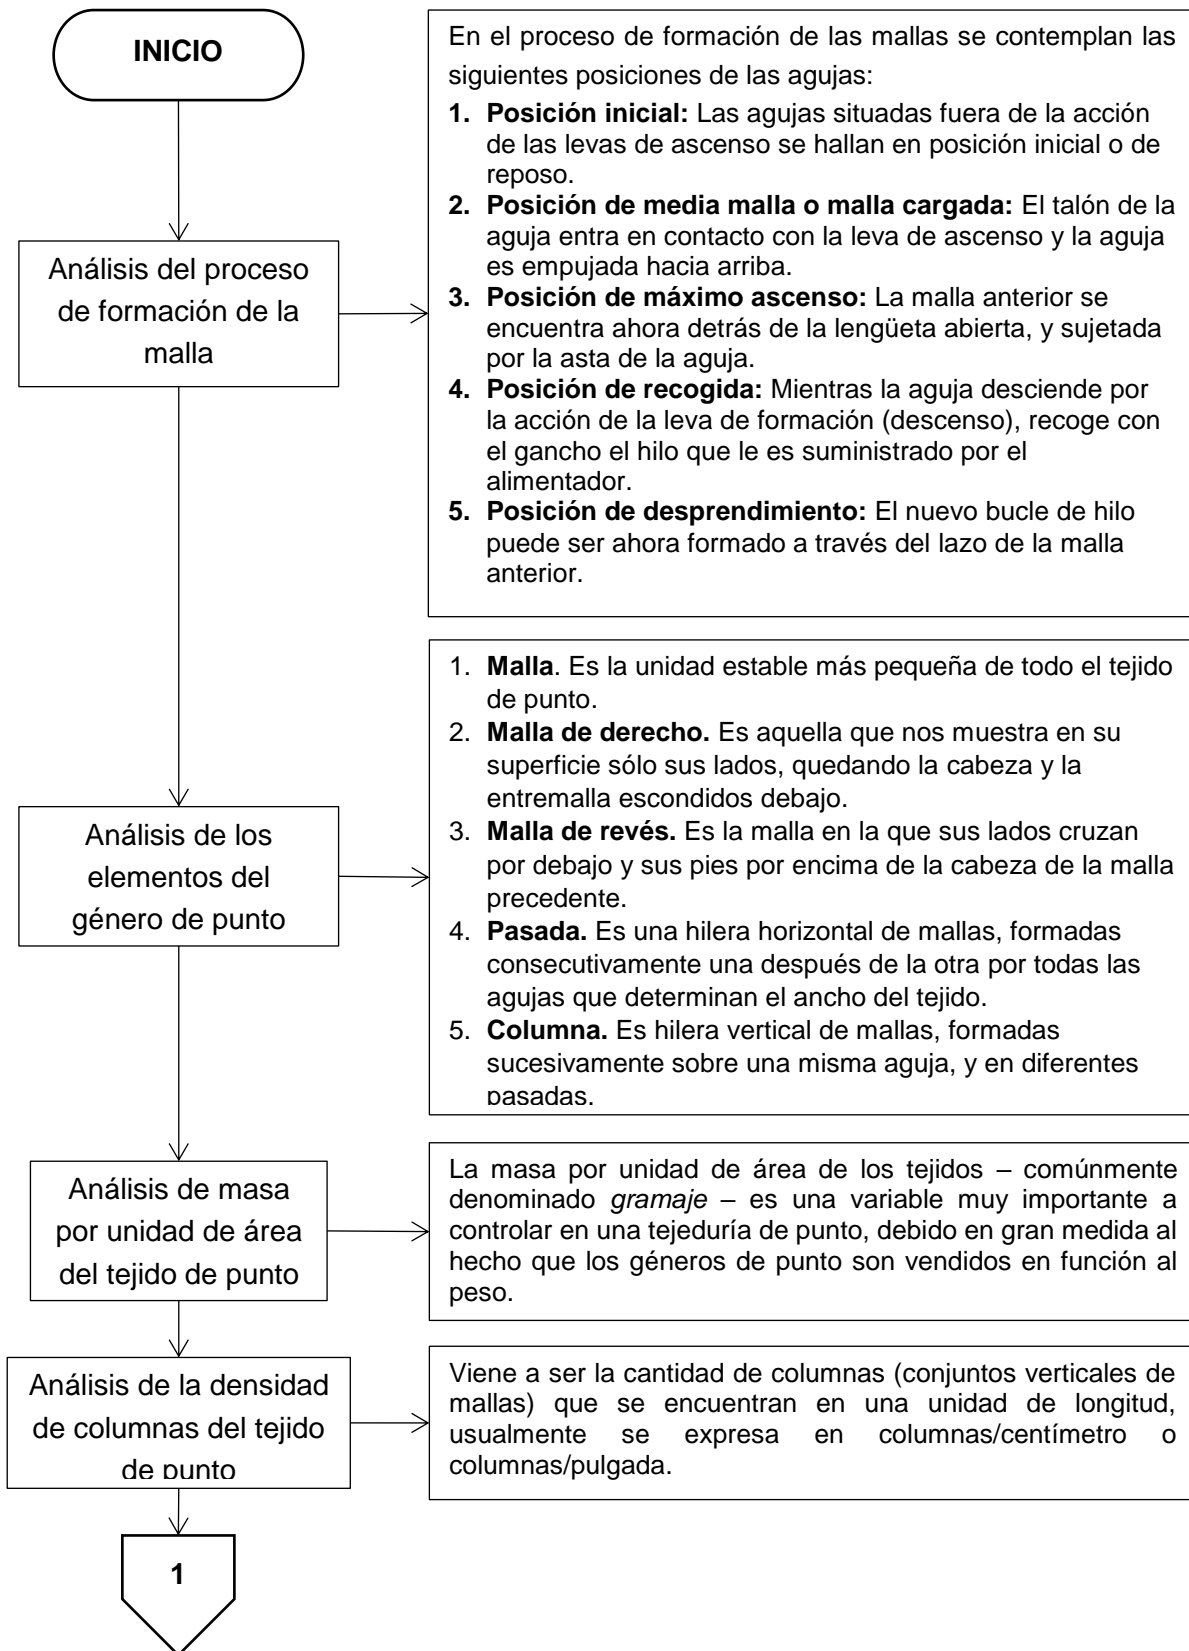 INICIO
En el proceso de formación de las mallas se contemplan las
siguientes posiciones de las agujas:
1. Posición inicial: Las agujas situadas fuera de la acción
de las levas de ascenso se hallan en posición inicial o de
reposo.
2. Posición de media malla o malla cargada: El talón de la
aguja entra en contacto con la leva de ascenso y la aguja
es empujada hacia arriba.
3. Posición de máximo ascenso: La malla anterior se
encuentra ahora detrás de la lengüeta abierta, y sujetada
por la asta de la aguja.
4. Posición de recogida: Mientras la aguja desciende por
la acción de la leva de formación (descenso), recoge con
el gancho el hilo que le es suministrado por el
alimentador.
5. Posición de desprendimiento: El nuevo bucle de hilo
puede ser ahora formado a través del lazo de la malla
anterior.
Análisis del proceso
de formación de la
malla
1. Malla. Es la unidad estable más pequeña de todo el tejido
de punto.
2. Malla de derecho. Es aquella que nos muestra en su
superficie sólo sus lados, quedando la cabeza y la
entremalla escondidos debajo.
3. Malla de revés. Es la malla en la que sus lados cruzan
por debajo y sus pies por encima de la cabeza de la malla
precedente.
4. Pasada. Es una hilera horizontal de mallas, formadas
consecutivamente una después de la otra por todas las
agujas que determinan el ancho del tejido.
5. Columna. Es hilera vertical de mallas, formadas
sucesivamente sobre una misma aguja, y en diferentes
pasadas.
Análisis de los
elementos del
género de punto
Análisis de masa
por unidad de área
del tejido de punto
La masa por unidad de área de los tejidos – comúnmente
denominado gramaje – es una variable muy importante a
controlar en una tejeduría de punto, debido en gran medida al
hecho que los géneros de punto son vendidos en función al
peso.
Análisis de la densidad
de columnas del tejido
de punto
Viene a ser la cantidad de columnas (conjuntos verticales de
mallas) que se encuentran en una unidad de longitud,
usualmente se expresa en columnas/centímetro o
columnas/pulgada.
1